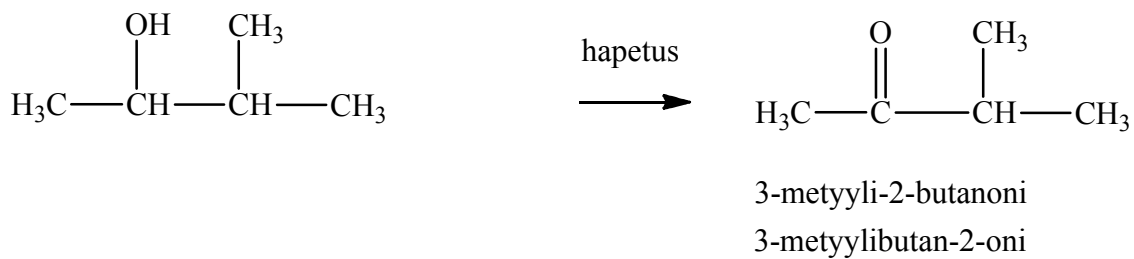 OH CH₃
H₃C CH CH CH₃
hapetus
O CH₃
H₃C C CH CH₃
3-metyyli-2-butanoni
3-metyylibutan-2-oni